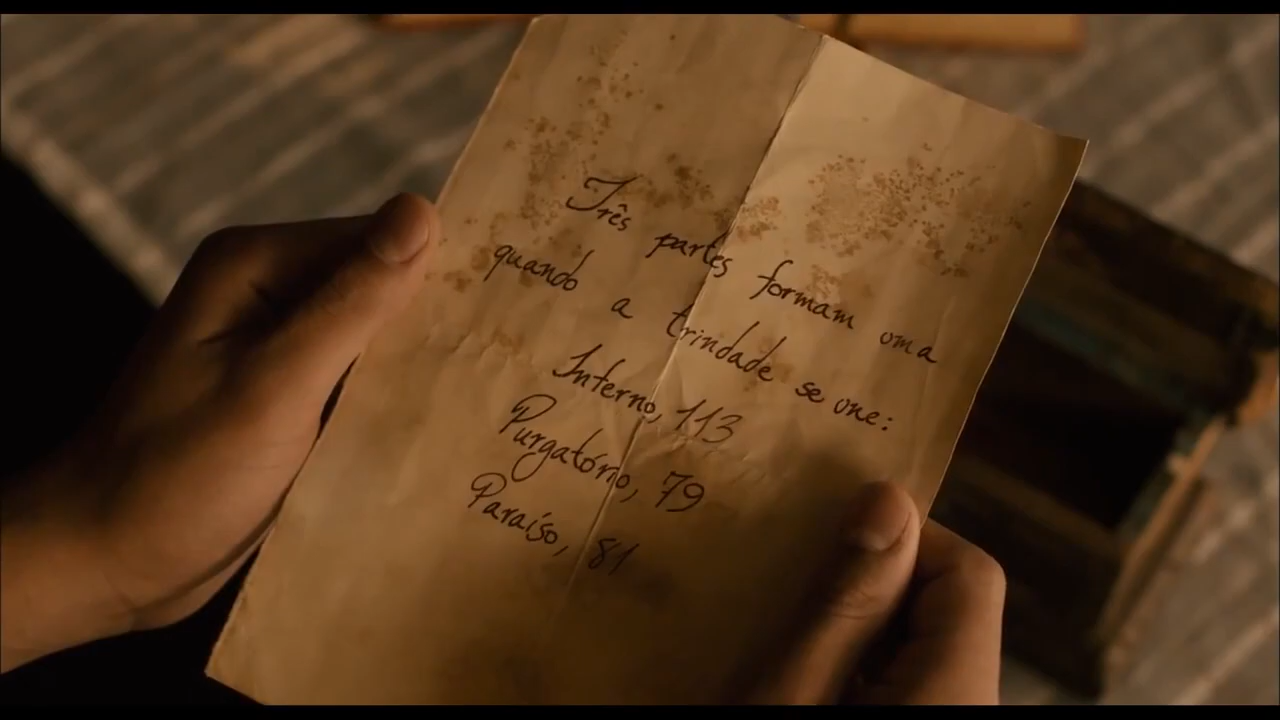 Três partes formam uma
quando a trindade se une:
Inferno, 113
Purgatório, 79
Paraíso, 81